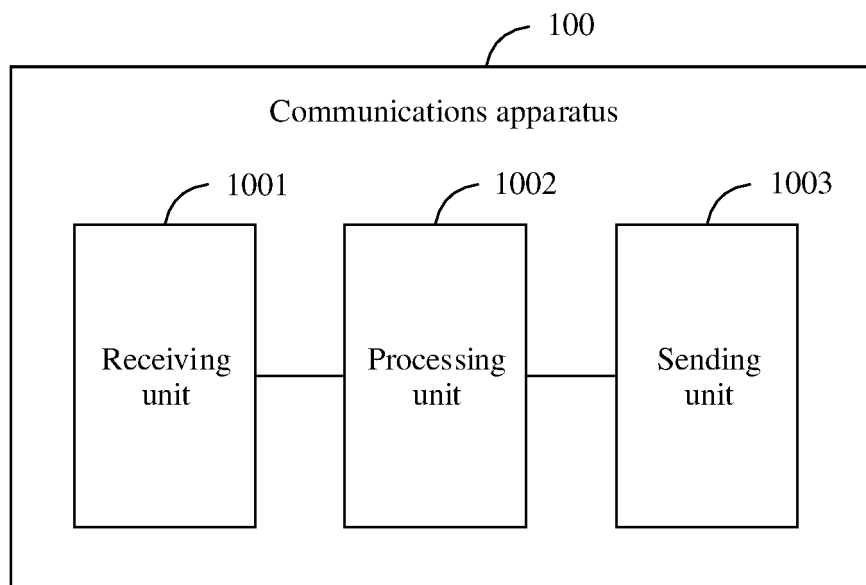 100
Communications apparatus
1001
1002
1003
Receiving
unit
Processing
unit
Sending
unit